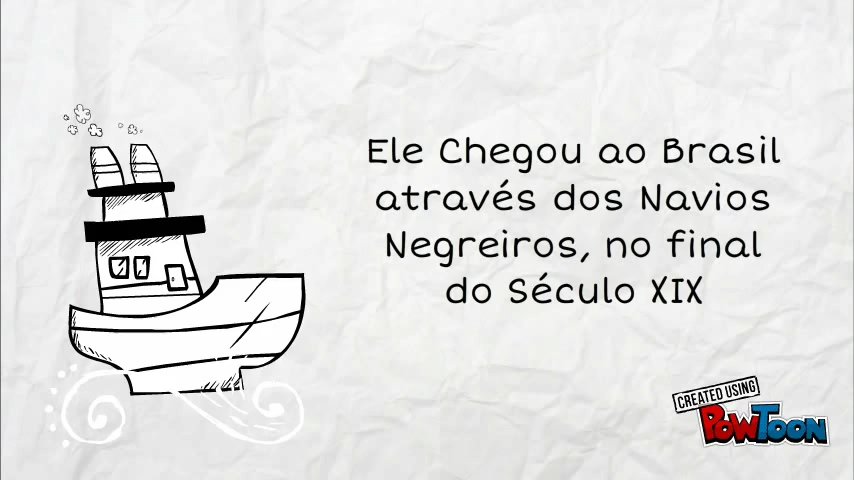 Ele Chegou ao Brasil
através dos Navios
Negreiros, no final
do Século XIX
CREATED USING
POWTOON